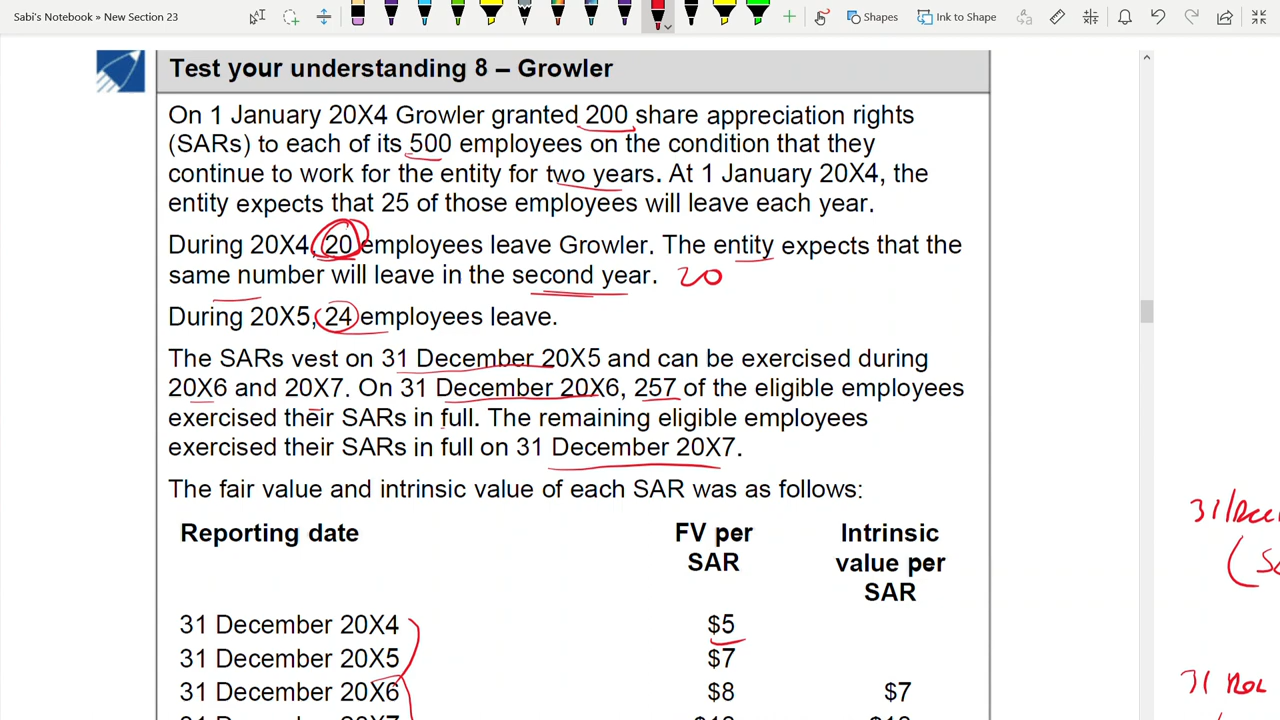 Sabi's Notebook » New Section 23
Shapes
Ink to Shape
Test your understanding 8 – Growler
On 1 January 20X4 Growler granted 200 share appreciation rights
(SARs) to each of its 500 employees on the condition that they
continue to work for the entity for two years. At 1 January 20X4, the
entity expects that 25 of those employees will leave each year.
During 20X4, 20 employees leave Growler. The entity expects that the
same number will leave in the second year. 20
During 20X5, 24 employees leave.
The SARs vest on 31 December 20X5 and can be exercised during
20X6 and 20X7. On 31 December 20X6, 257 of the eligible employees
exercised their SARs in full. The remaining eligible employees
exercised their SARs in full on 31 December 20X7.
The fair value and intrinsic value of each SAR was as follows:
Reporting date FV per SAR Intrinsic value per SAR
31 December 20X4 $5
31 December 20X5 $7
31 December 20X6 $8 $7
31
31